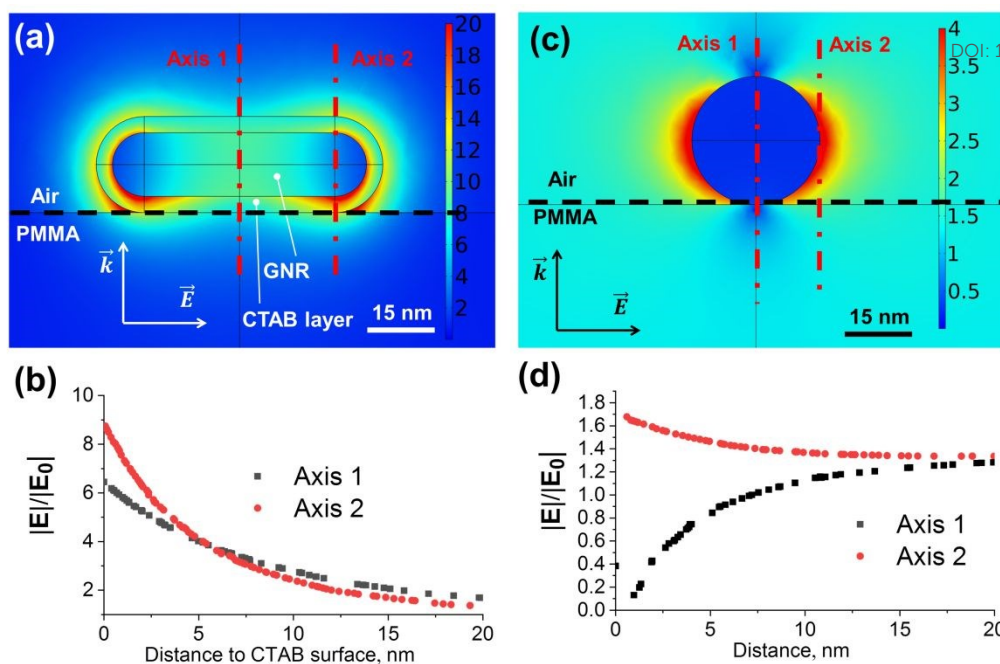 (a)
Axis 1
Axis 2
Air
PMMA
k
E
GNR
CTAB layer
15 nm
20
18
16
14
12
10
8
6
4
2
(c)
Axis 1
Axis 2
DOI: 1
Air
PMMA
k
E
15 nm
4
3.5
3
2.5
2
1.5
1
0.5
(b)
|E|/|E₀|
10
8
6
4
2
Axis 1
Axis 2
0
5
10
15
20
Distance to CTAB surface, nm
(d)
|E|/|E₀|
1.8
1.6
1.4
1.2
1.0
0.8
0.6
0.4
0.2
0.0
Axis 1
Axis 2
0
5
10
15
20
Distance, nm